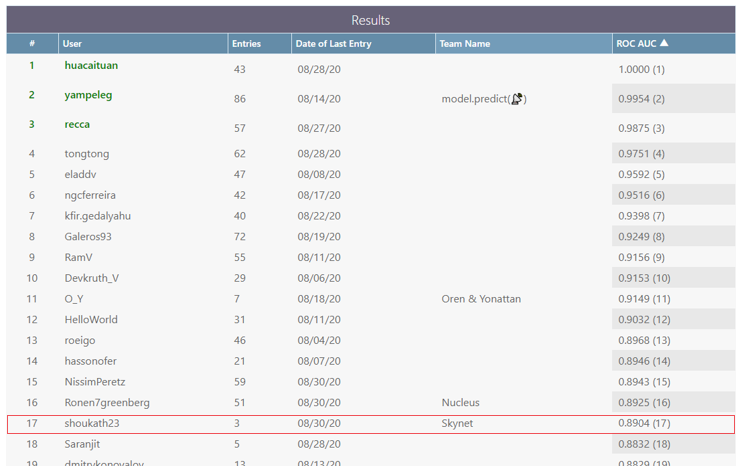 Results
# User Entries Date of Last Entry Team Name ROC AUC ▲
1 huacaituan 43 08/28/20 1.0000 (1)
2 yampeleg 86 08/14/20 model.predict(📡) 0.9954 (2)
3 recca 57 08/27/20 0.9875 (3)
4 tongtong 62 08/28/20 0.9751 (4)
5 eladdv 47 08/08/20 0.9592 (5)
6 ngcferreira 42 08/17/20 0.9516 (6)
7 kfir.gedalyahu 40 08/22/20 0.9398 (7)
8 Galeros93 72 08/19/20 0.9249 (8)
9 RamV 55 08/11/20 0.9156 (9)
10 Devkruth_V 29 08/06/20 0.9153 (10)
11 O_Y 7 08/18/20 Oren & Yonattan 0.9149 (11)
12 HelloWorld 31 08/11/20 0.9032 (12)
13 roeigo 46 08/04/20 0.8968 (13)
14 hassonofer 21 08/07/20 0.8946 (14)
15 NissimPeretz 59 08/30/20 0.8943 (15)
16 Ronen7greenberg 51 08/30/20 Nucleus 0.8925 (16)
17 shoukath23 3 08/30/20 Skynet 0.8904 (17)
18 Saranjit 5 08/28/20 0.8832 (18)
19 dmitrykonovalov 13 08/13/20 0.8829 (19)